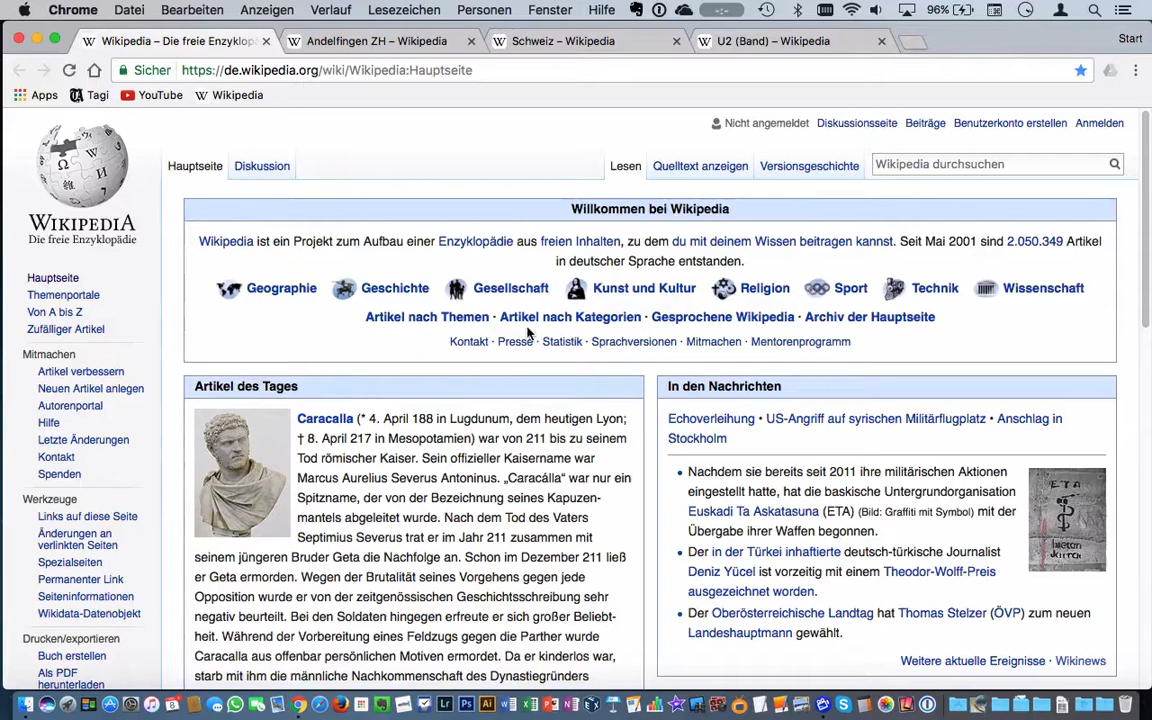 Chrome Datei Bearbeiten Anzeigen Verlauf Lesezeichen Personen Fenster Hilfe 96%
Wikipedia – Die freie Enzyklop
Andelfingen ZH – Wikipedia
Schweiz – Wikipedia
U2 (Band) – Wikipedia
Start
Sicher https://de.wikipedia.org/wiki/Wikipedia:Hauptseite
Apps Tagi YouTube Wikipedia
Nicht angemeldet Diskussionsseite Beiträge Benutzerkonto erstellen Anmelden
Hauptseite Diskussion Lesen Quelltext anzeigen Versionsgeschichte Wikipedia durchsuchen
WIKIPEDIA
Die freie Enzyklopädie
Hauptseite
Themenportale
Von A bis Z
Zufälliger Artikel
Mitmachen
Artikel verbessern
Neuen Artikel anlegen
Autorenportal
Hilfe
Letzte Änderungen
Kontakt
Spenden
Werkzeuge
Links auf diese Seite
Änderungen an
verlinkten Seiten
Spezialseiten
Permanenter Link
Seiteninformationen
Wikidata-Datenobjekt
Drucken/exportieren
Buch erstellen
Als PDF
herunterladen
Willkommen bei Wikipedia
Wikipedia ist ein Projekt zum Aufbau einer Enzyklopädie aus freien Inhalten, zu dem du mit deinem Wissen beitragen kannst. Seit Mai 2001 sind 2.050.349 Artikel
in deutscher Sprache entstanden.
Geographie Geschichte Gesellschaft Kunst und Kultur Religion Sport Technik Wissenschaft
Artikel nach Themen · Artikel nach Kategorien · Gesprochene Wikipedia · Archiv der Hauptseite
Kontakt · Presse · Statistik · Sprachversionen · Mitmachen · Mentorenprogramm
Artikel des Tages
Caracalla (* 4. April 188 in Lugdunum, dem heutigen Lyon;
† 8. April 217 in Mesopotamien) war von 211 bis zu seinem
Tod römischer Kaiser. Sein offizieller Kaisername war
Marcus Aurelius Severus Antoninus. „Caracálla“ war nur ein
Spitzname, der von der Bezeichnung seines Kapuzen-
mantels abgeleitet wurde. Nach dem Tod des Vaters
Septimius Severus trat er im Jahr 211 zusammen mit
seinem jüngeren Bruder Geta die Nachfolge an. Schon im Dezember 211 ließ
er Geta ermorden. Wegen der Brutalität seines Vorgehens gegen jede
Opposition wurde er von der zeitgenössischen Geschichtsschreibung sehr
negativ beurteilt. Bei den Soldaten hingegen erfreute er sich großer Beliebt-
heit. Während der Vorbereitung eines Feldzugs gegen die Parther wurde
Caracalla aus offenbar persönlichen Motiven ermordet. Da er kinderlos war,
starb mit ihm die männliche Nachkommenschaft des Dynastiegründers
In den Nachrichten
Echoverleihung • US-Angriff auf syrischen Militärflugplatz • Anschlag in
Stockholm
Nachdem sie bereits seit 2011 ihre militärischen Aktionen
eingestellt hatte, hat die baskische Untergrundorganisation
Euskadi Ta Askatasuna (ETA) (Bild: Graffiti mit Symbol) mit der
Übergabe ihrer Waffen begonnen.
Der in der Türkei inhaftierte deutsch-türkische Journalist
Deniz Yücel ist vorzeitig mit einem Theodor-Wolff-Preis
ausgezeichnet worden.
Der Oberösterreichische Landtag hat Thomas Stelzer (ÖVP) zum neuen
Landeshauptmann gewählt.
Weitere aktuelle Ereignisse · Wikinews
ETA